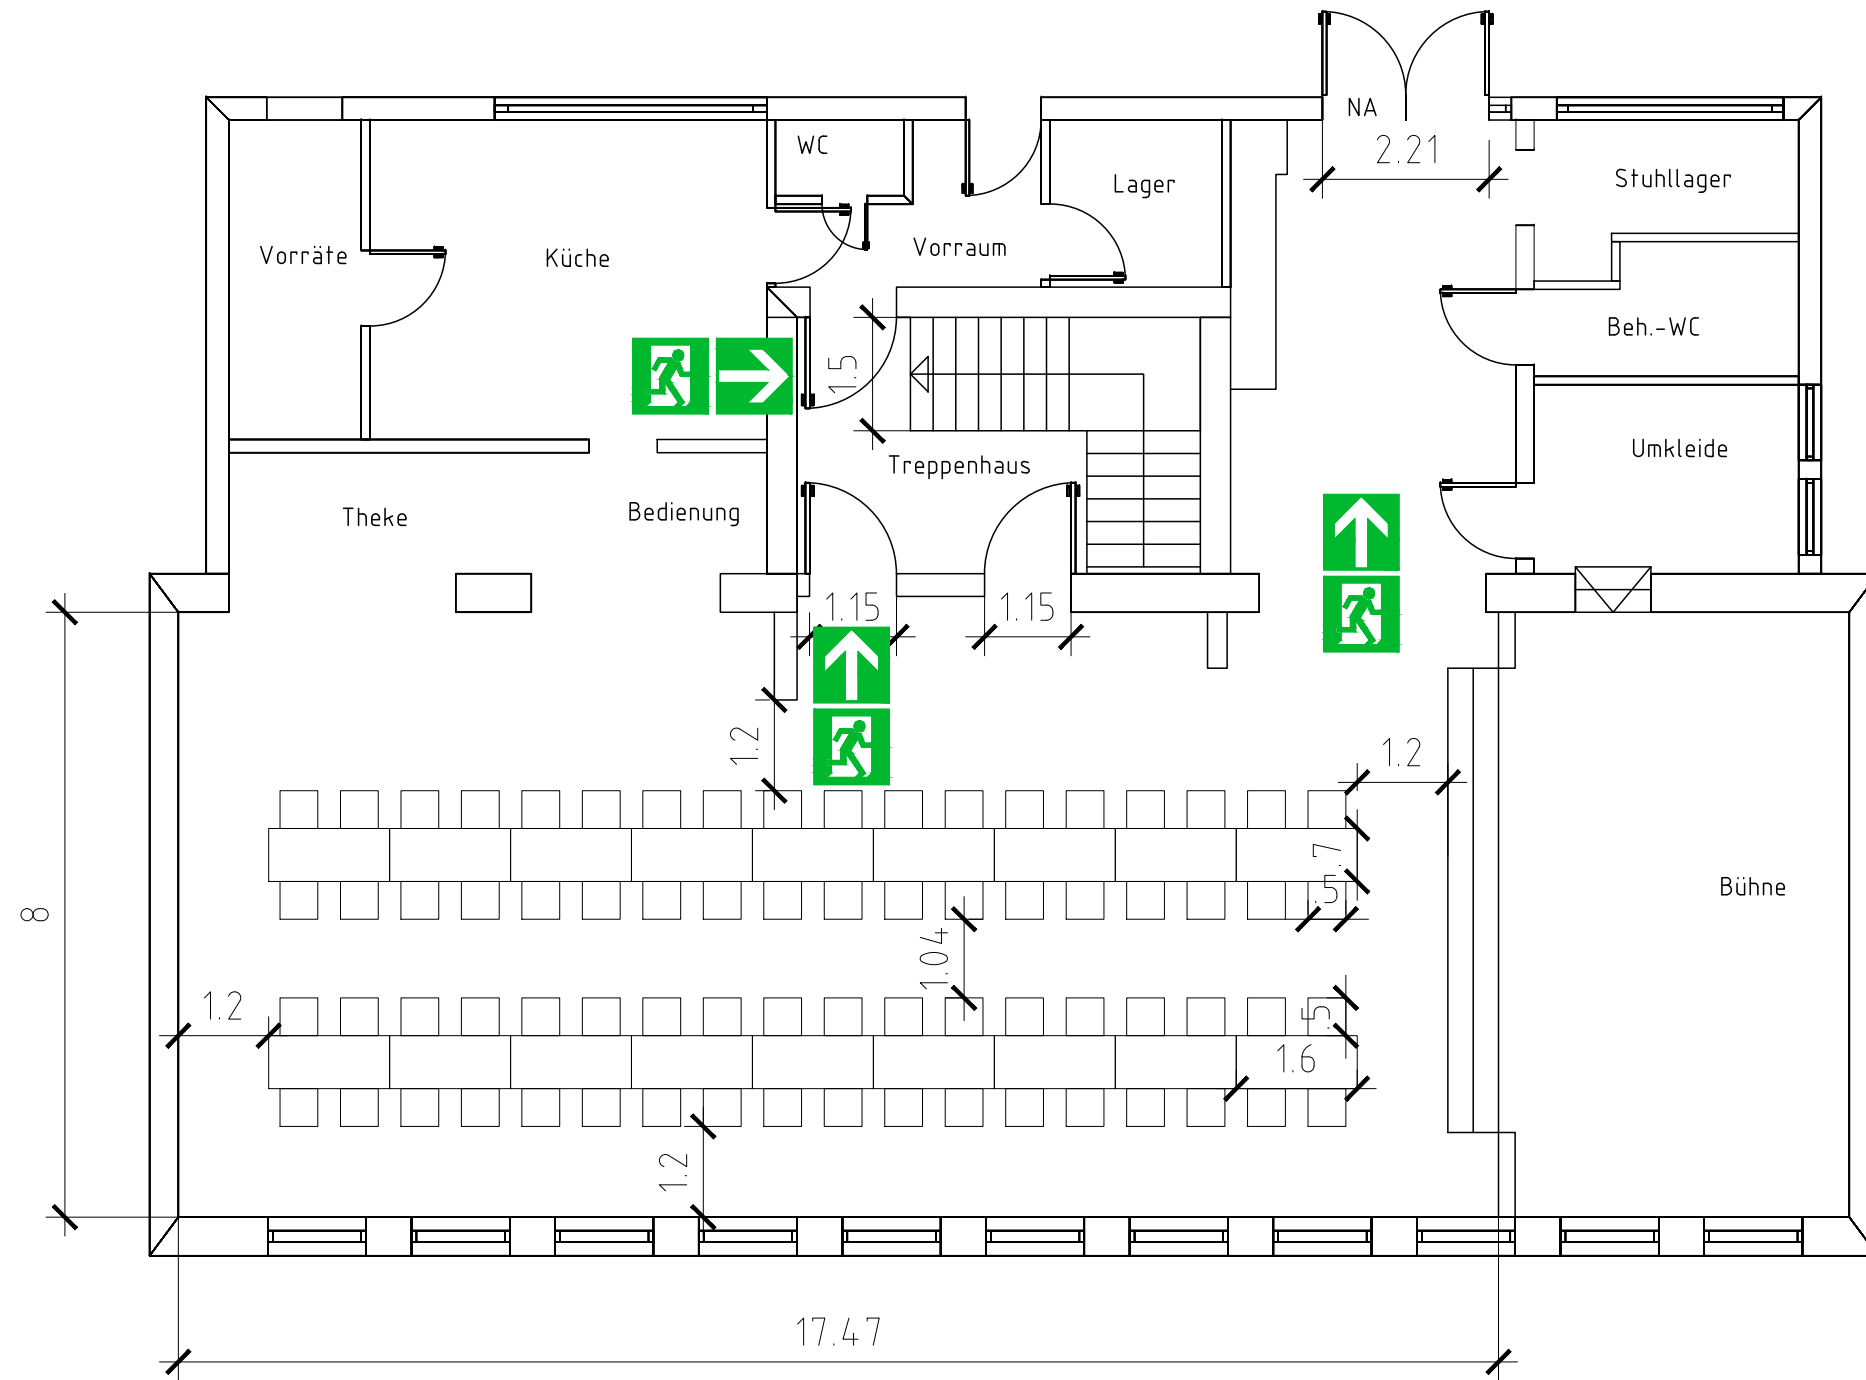 NA
WC
2.21
Stuhllager
Lager
Vorräte
Küche
Vorraum
Beh.-WC
1.5
Umkleide
Treppenhaus
Theke
Bedienung
1.15
1.15
1.2
1.2
.7
.5
Bühne
8
1.04
1.2
.5
1.6
1.2
17.47